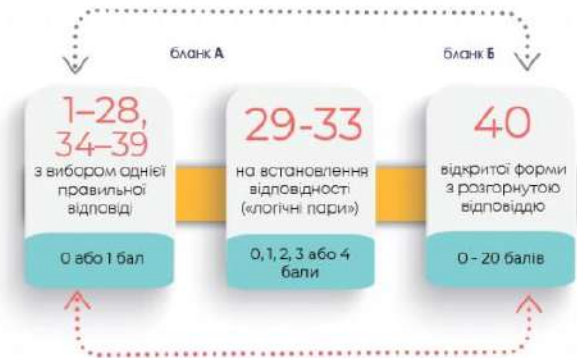 бланк А
бланк Б
1–28,
34–39
з вибором однієї
правильної
відповіді
0 або 1 бал
29-33
на встановлення
відповідності
(«логічні пари»)
0, 1, 2, 3 або 4
бали
40
відкритої форми
з розгорнутою
відповіддю
0 - 20 балів